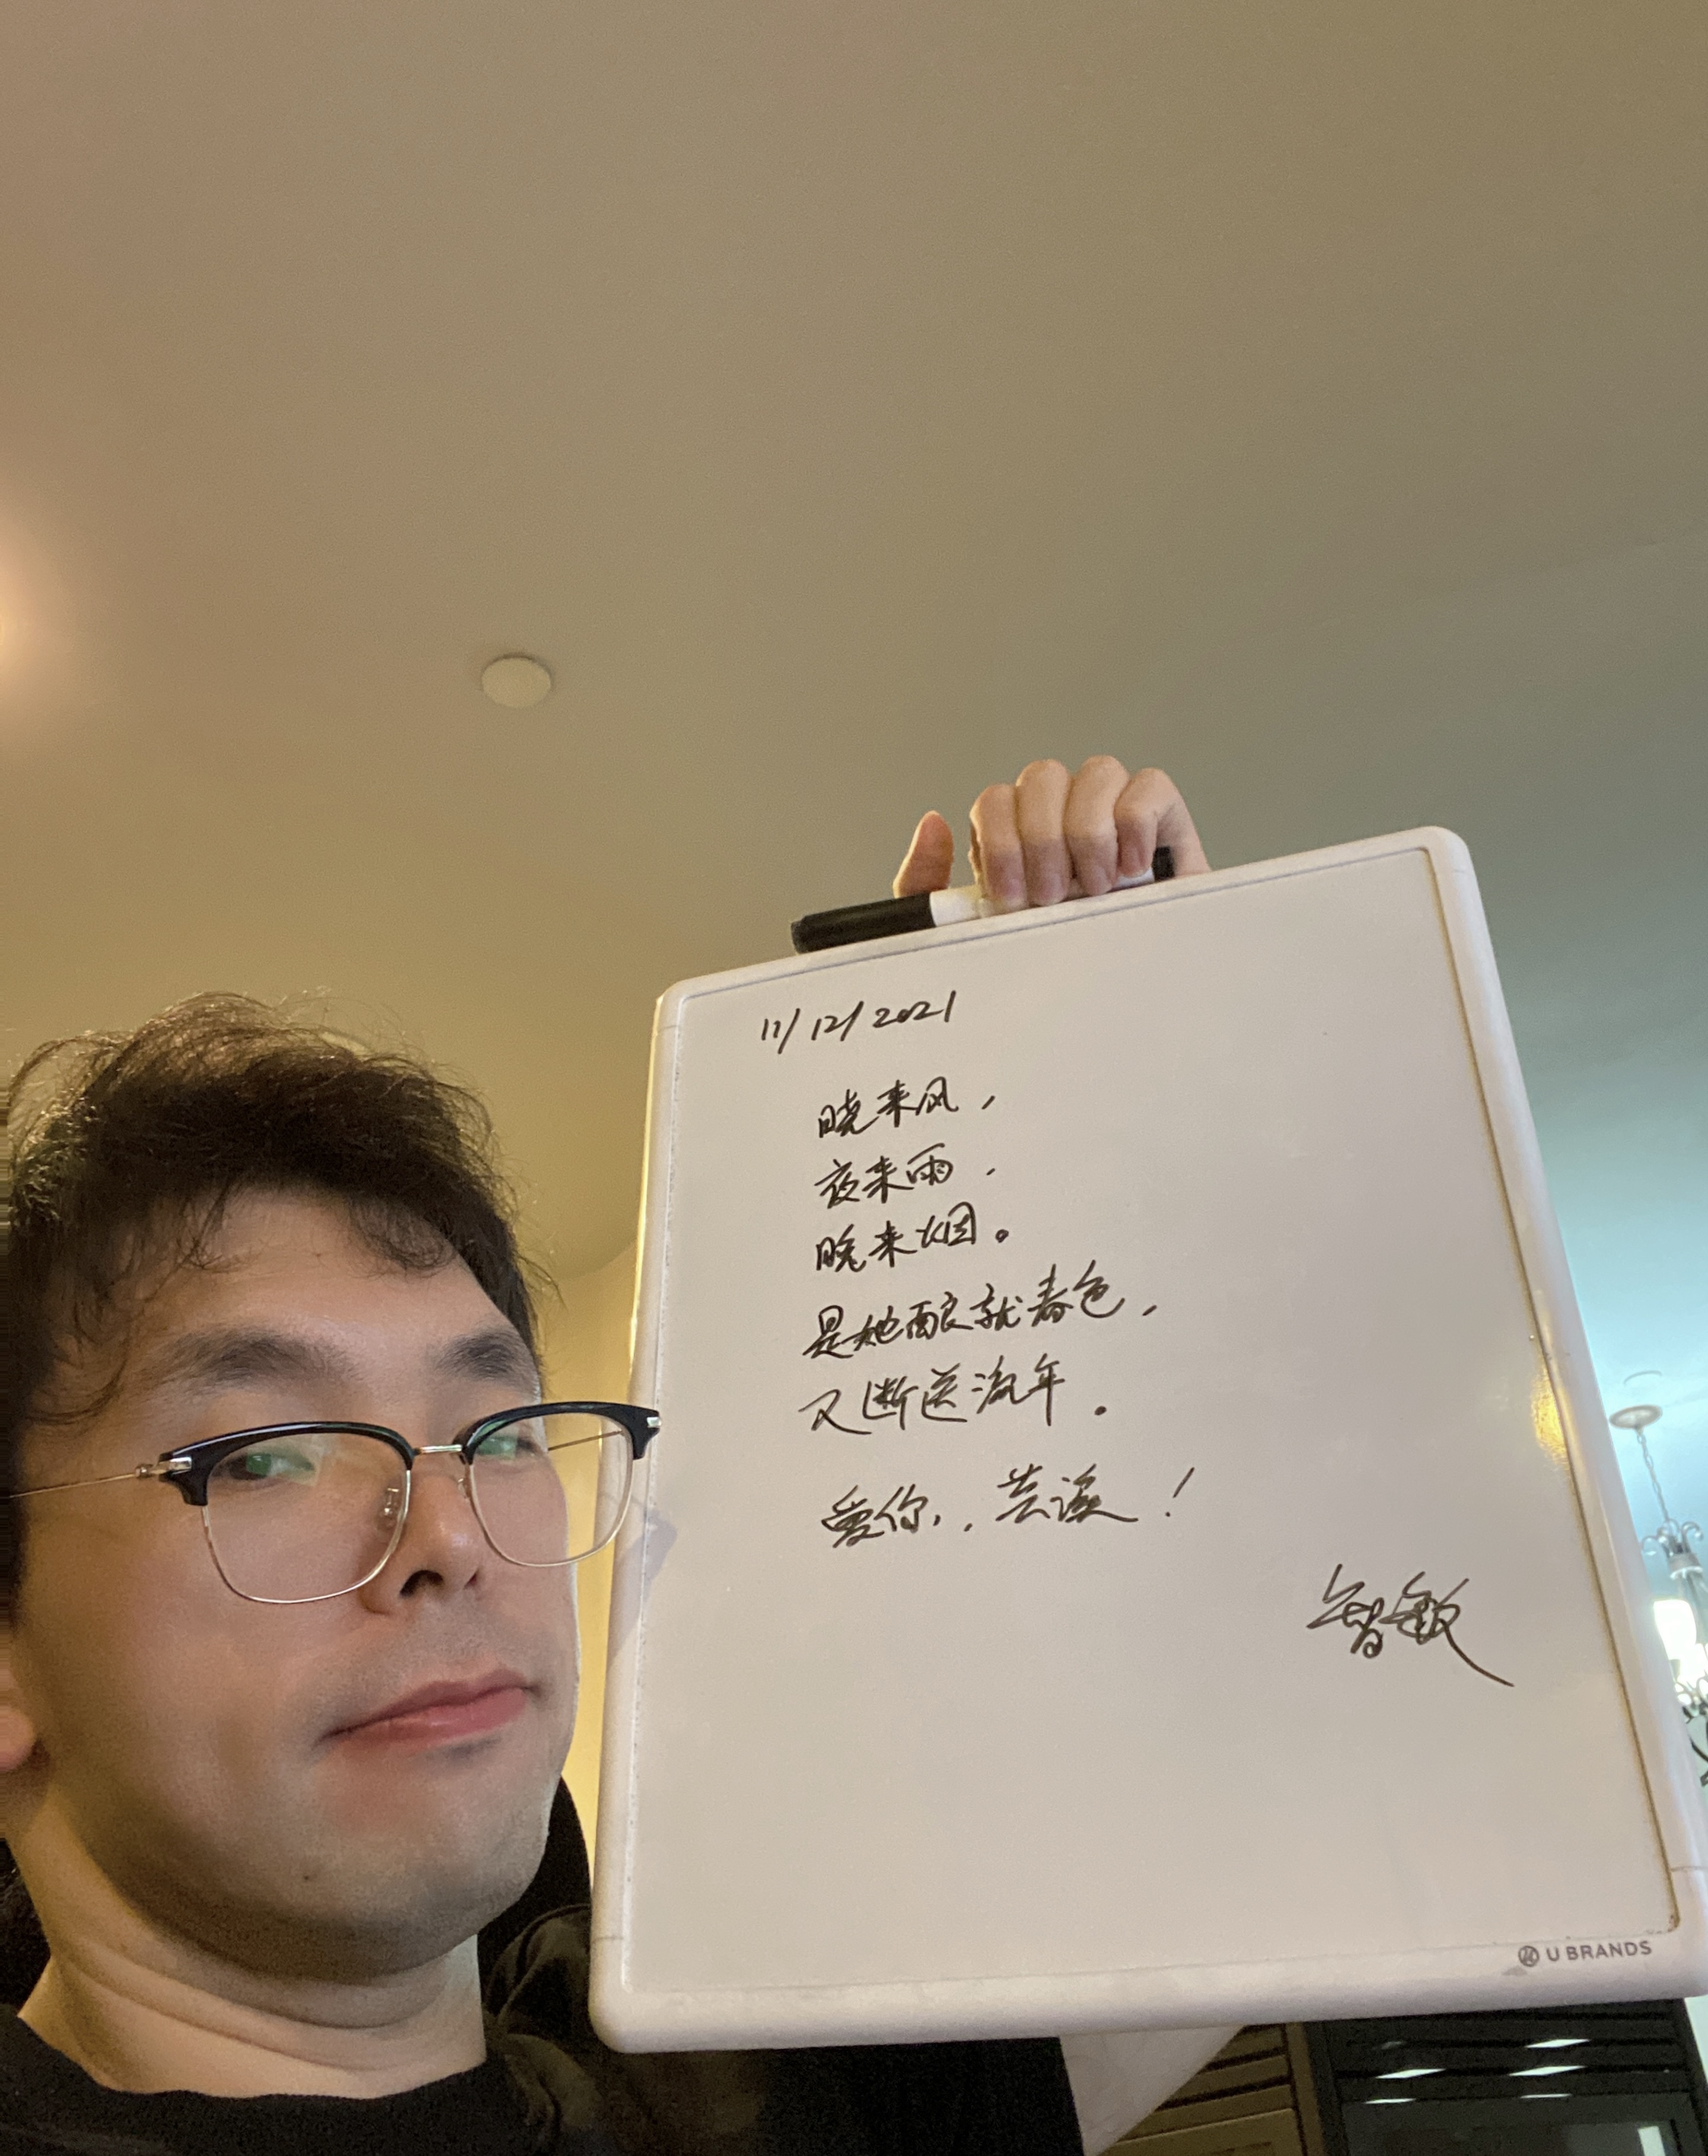 11/12/2021
晓来风，
夜来雨，
晚来烟。
是她酿就春色，
又断送流年。
爱你，芸溪！
智敏
U BRANDS